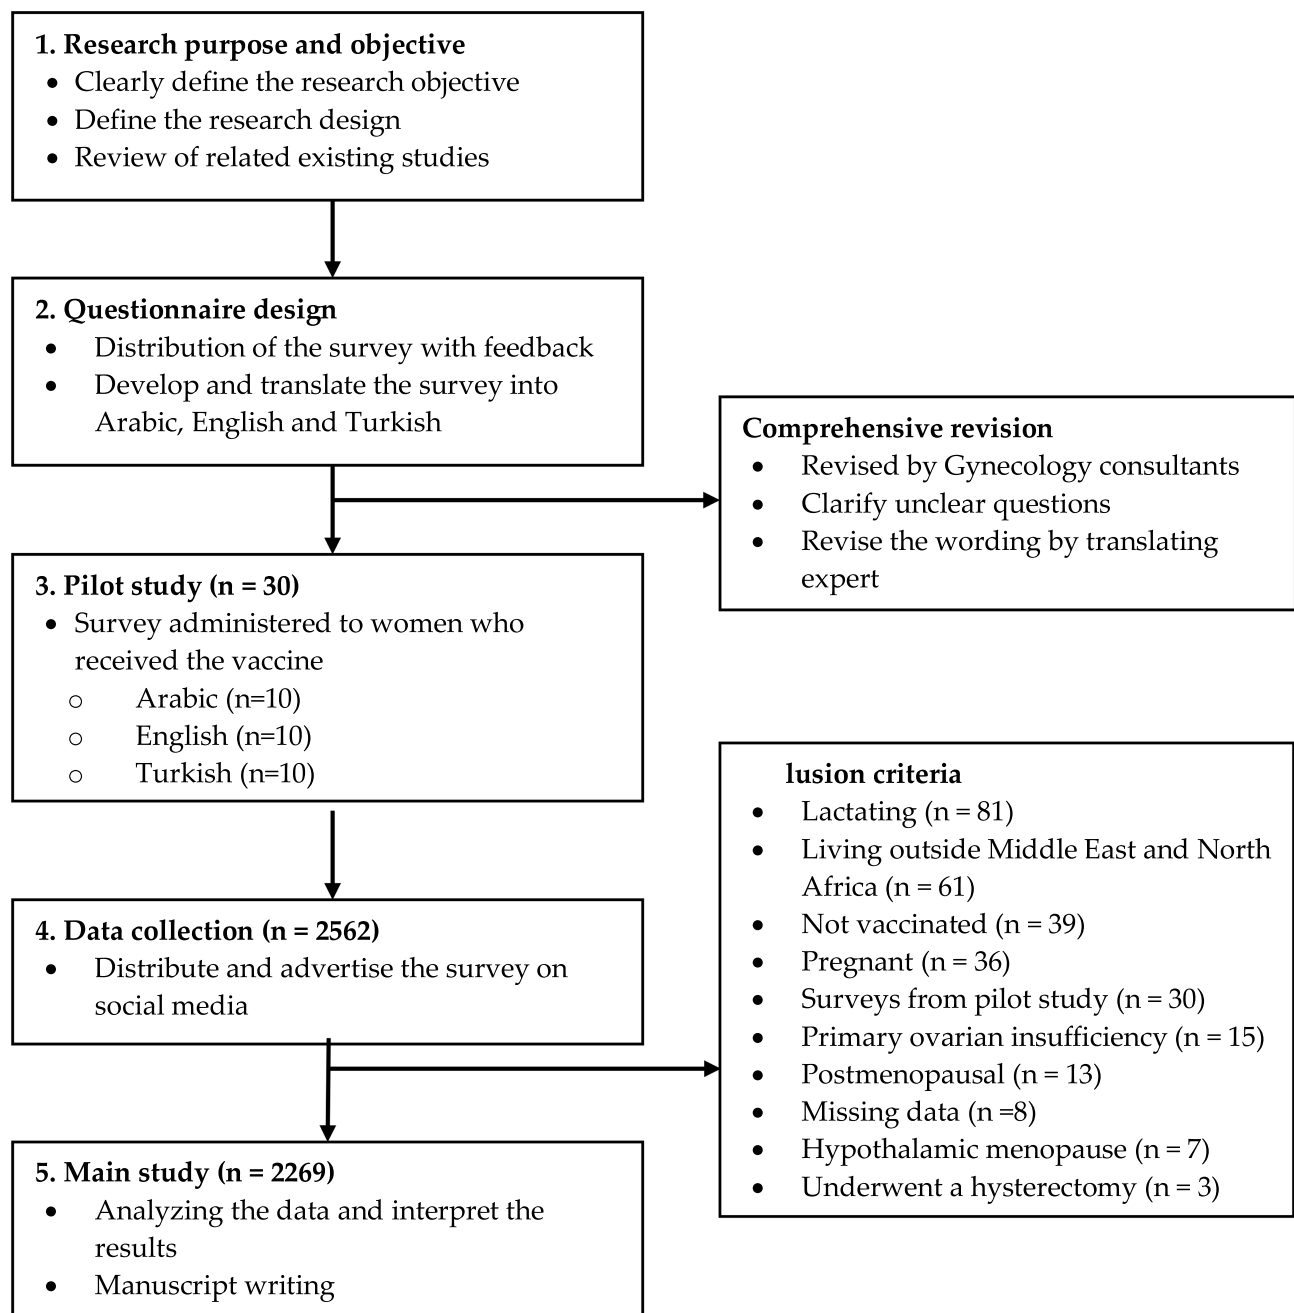 1. Research purpose and objective
• Clearly define the research objective
• Define the research design
• Review of related existing studies
2. Questionnaire design
• Distribution of the survey with feedback
• Develop and translate the survey into
Arabic, English and Turkish
Comprehensive revision
• Revised by Gynecology consultants
• Clarify unclear questions
• Revise the wording by translating
expert
3. Pilot study (n = 30)
• Survey administered to women who
received the vaccine
o Arabic (n=10)
o English (n=10)
o Turkish (n=10)
lusion criteria
• Lactating (n = 81)
• Living outside Middle East and North
Africa (n = 61)
• Not vaccinated (n = 39)
• Pregnant (n = 36)
• Surveys from pilot study (n = 30)
• Primary ovarian insufficiency (n = 15)
• Postmenopausal (n = 13)
• Missing data (n =8)
• Hypothalamic menopause (n = 7)
• Underwent a hysterectomy (n = 3)
4. Data collection (n = 2562)
• Distribute and advertise the survey on
social media
5. Main study (n = 2269)
• Analyzing the data and interpret the
results
• Manuscript writing